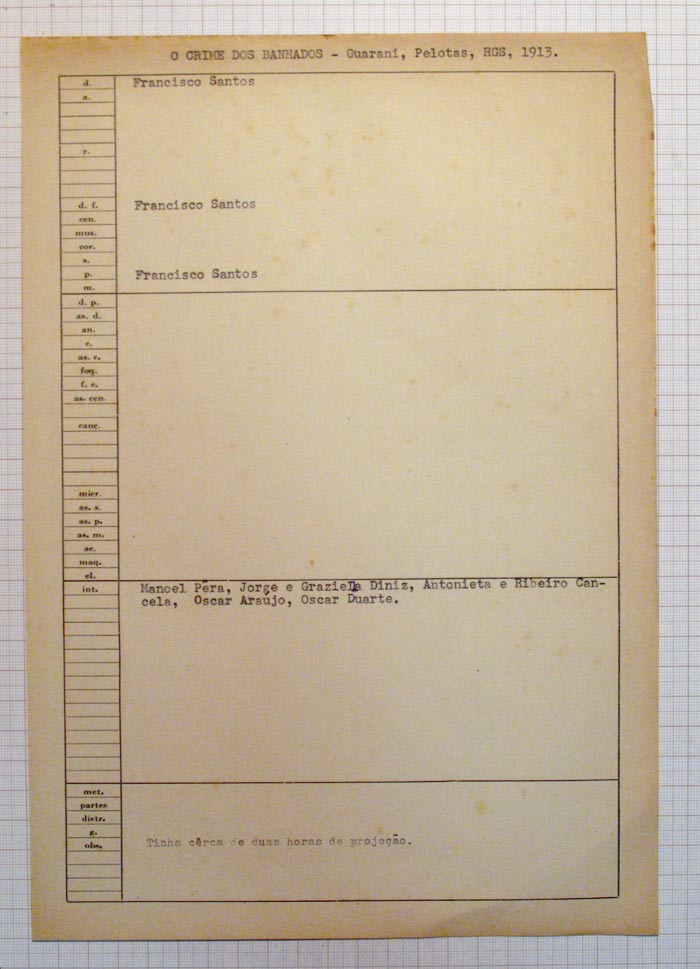 O CRIME DOS BANHADOS - Guarani, Pelotas, RGS, 1913.
d. Francisco Santos
a.
r.
d. f. Francisco Santos
cen.
mus.
cor.
s.
p. Francisco Santos
m.
d. p.
as. d.
an.
e.
as. e.
foq.
f. e.
as. cen.
canç.
micr.
as. s.
as. p.
as. m.
ae.
maq.
el.
int. Manoel Pêra, Jorge e Graziella Diniz, Antonieta e Ribeiro Can-
cela, Oscar Araújo, Oscar Duarte.
met.
partes
distr.
g.
obs. Tinha cêrca de duas horas de projeção.